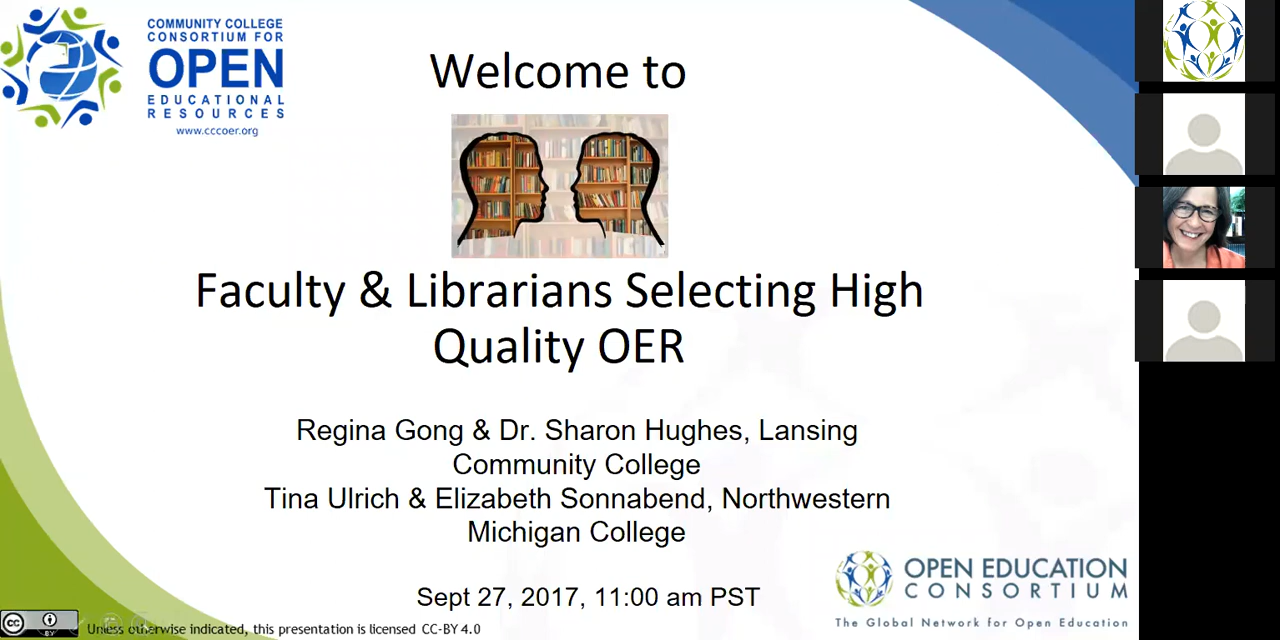 COMMUNITY COLLEGE
CONSORTIUM FOR
OPEN
EDUCATIONAL
RESOURCES
www.cccoer.org
Welcome to
Faculty & Librarians Selecting High
Quality OER
Regina Gong & Dr. Sharon Hughes, Lansing
Community College
Tina Ulrich & Elizabeth Sonnabend, Northwestern
Michigan College
Sept 27, 2017, 11:00 am PST
OPEN EDUCATION
CONSORTIUM
The Global Network for Open Education
cc BY
Unless otherwise indicated, this presentation is licensed CC-BY 4.0